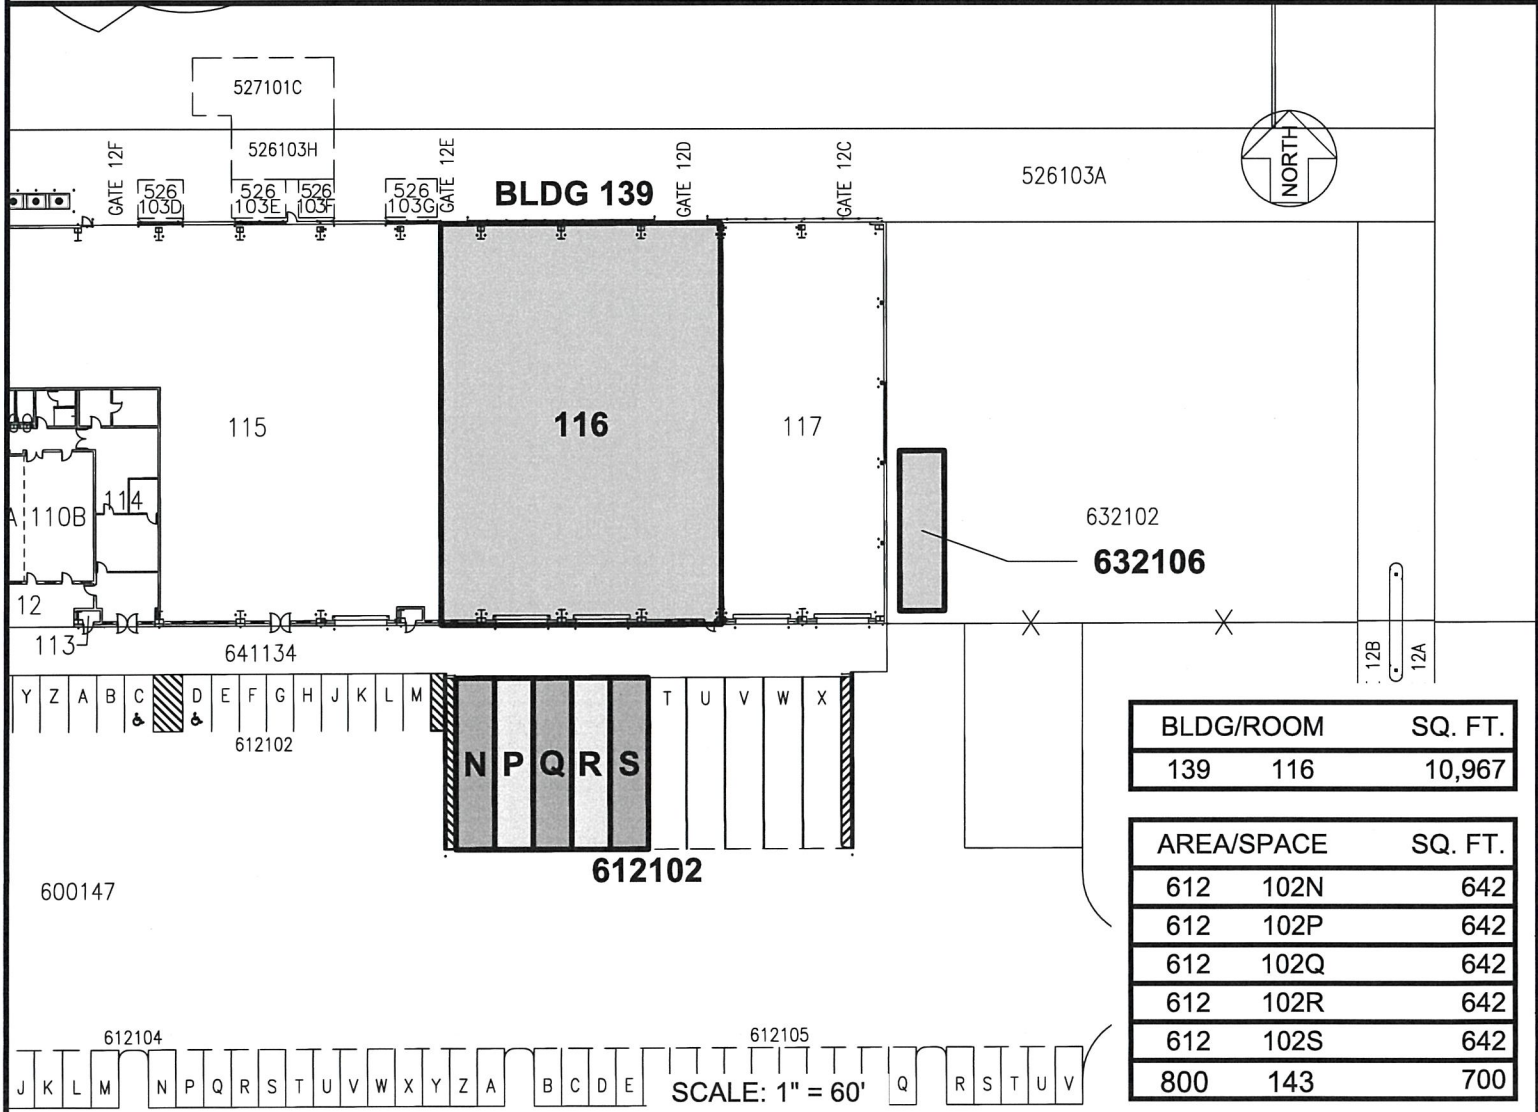 527101C
526103H
526103A
NORTH
GATE 12F
GATE 12E
GATE 12D
GATE 12C
526
103D
526
103E
526
103F
526
103G
BLDG 139
115
116
117
114
110B
A
12
113
632102
632106
12B
12A
641134
Y Z A B C D E F G H J K L M
N P Q R S
T U V W X
612102
612102
600147
BLDG/ROOM SQ. FT.
139 116 10,967
AREA/SPACE SQ. FT.
612 102N 642
612 102P 642
612 102Q 642
612 102R 642
612 102S 642
800 143 700
612104
612105
J K L M N P Q R S T U V W X Y Z A B C D E
Q R S T U V
SCALE: 1" = 60'